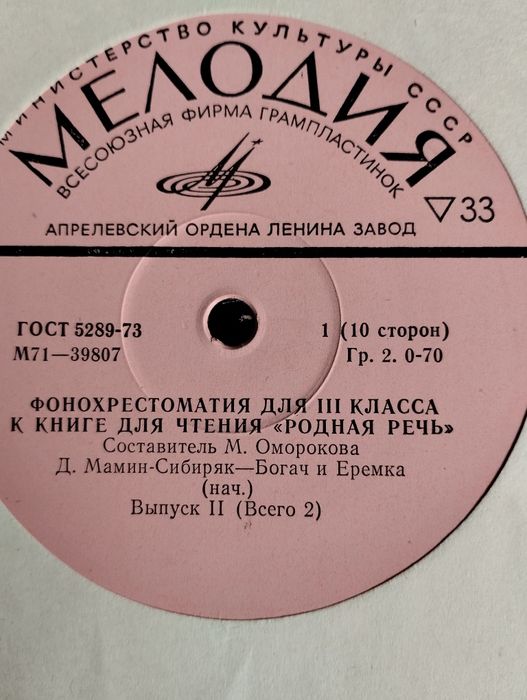 МИНИСТЕРСТВО КУЛЬТУРЫ СССР
МЕЛОДИЯ
ВСЕСОЮЗНАЯ ФИРМА ГРАМПЛАСТИНОК
▽33
АПРЕЛЕВСКИЙ ОРДЕНА ЛЕНИНА ЗАВОД
ГОСТ 5289-73
1 (10 сторон)
М71—39807
Гр. 2. 0-70
ФОНОХРЕСТОМАТИЯ ДЛЯ III КЛАССА
К КНИГЕ ДЛЯ ЧТЕНИЯ «РОДНАЯ РЕЧЬ»
Составитель М. Оморокова
Д. Мамин-Сибиряк—Богач и Еремка
(нач.)
Выпуск II (Всего 2)